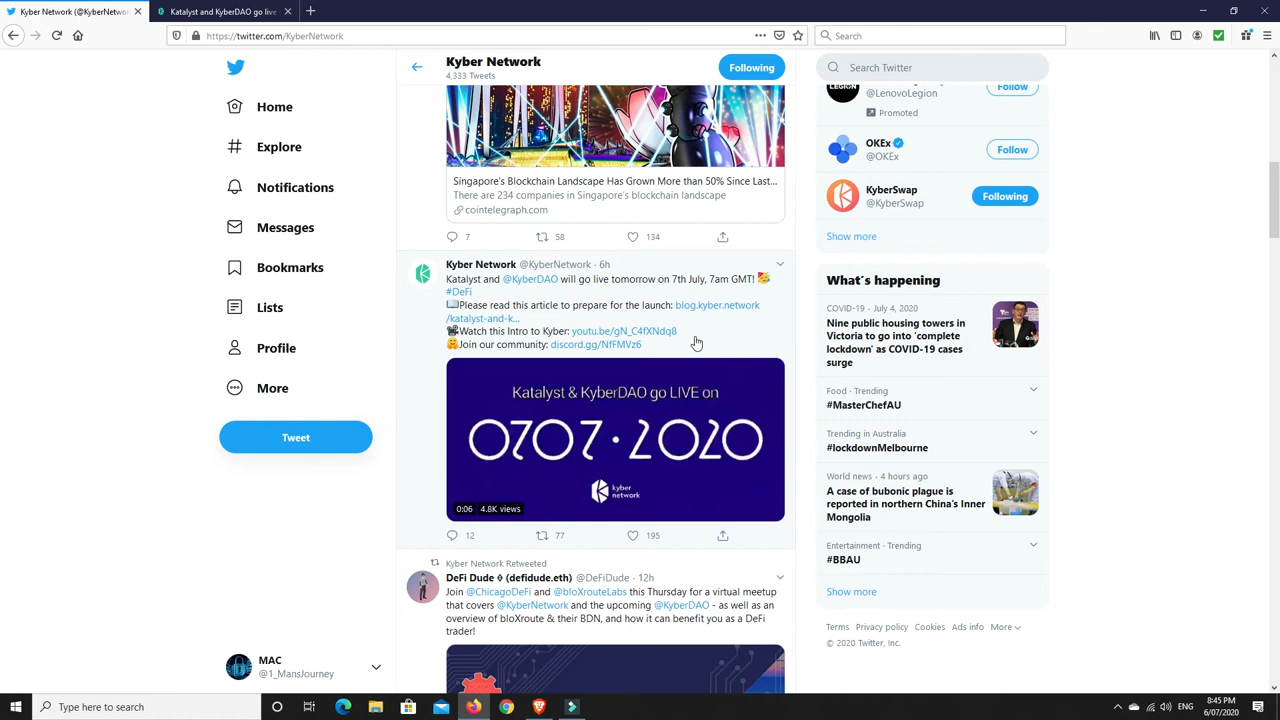 Kyber Network (@KyberNetwork
Katalyst and KyberDAO go live
https://twitter.com/KyberNetwork
Search
Home
Explore
Notifications
Messages
Bookmarks
Lists
Profile
More
Tweet
MAC
@1_MansJourney
Kyber Network
4,333 Tweets
Following
Singapore's Blockchain Landscape Has Grown More than 50% Since Last...
There are 234 companies in Singapore's blockchain landscape
cointelegraph.com
7 58 134
Kyber Network @KyberNetwork · 6h
Katalyst and @KyberDAO will go live tomorrow on 7th July, 7am GMT! 🥳
#DeFi
📖Please read this article to prepare for the launch: blog.kyber.network
/katalyst-and-k...
📽Watch this Intro to Kyber: youtu.be/gN_C4fXNdq8
🤗Join our community: discord.gg/NfFMVz6
Katalyst & KyberDAO go LIVE on
0707·2020
kyber
network
0:06 4.8K views
12 77 195
Kyber Network Retweeted
DeFi Dude ◊ (defidude.eth) @DeFiDude · 12h
Join @ChicagoDeFi and @bloXrouteLabs this Thursday for a virtual meetup
that covers @KyberNetwork and the upcoming @KyberDAO - as well as an
overview of bloXroute & their BDN, and how it can benefit you as a DeFi
trader!
Search Twitter
LEGION
@LenovoLegion
Follow
Promoted
OKEx
@OKEx
Follow
KyberSwap
@KyberSwap
Following
Show more
What's happening
COVID-19 · July 4, 2020
Nine public housing towers in
Victoria to go into 'complete
lockdown' as COVID-19 cases
surge
Food · Trending
#MasterChefAU
Trending in Australia
#lockdownMelbourne
World news · 4 hours ago
A case of bubonic plague is
reported in northern China's Inner
Mongolia
Entertainment · Trending
#BBAU
Show more
Terms Privacy policy Cookies Ads info More
© 2020 Twitter, Inc.
Type here to search
ENG
8:45 PM
6/07/2020